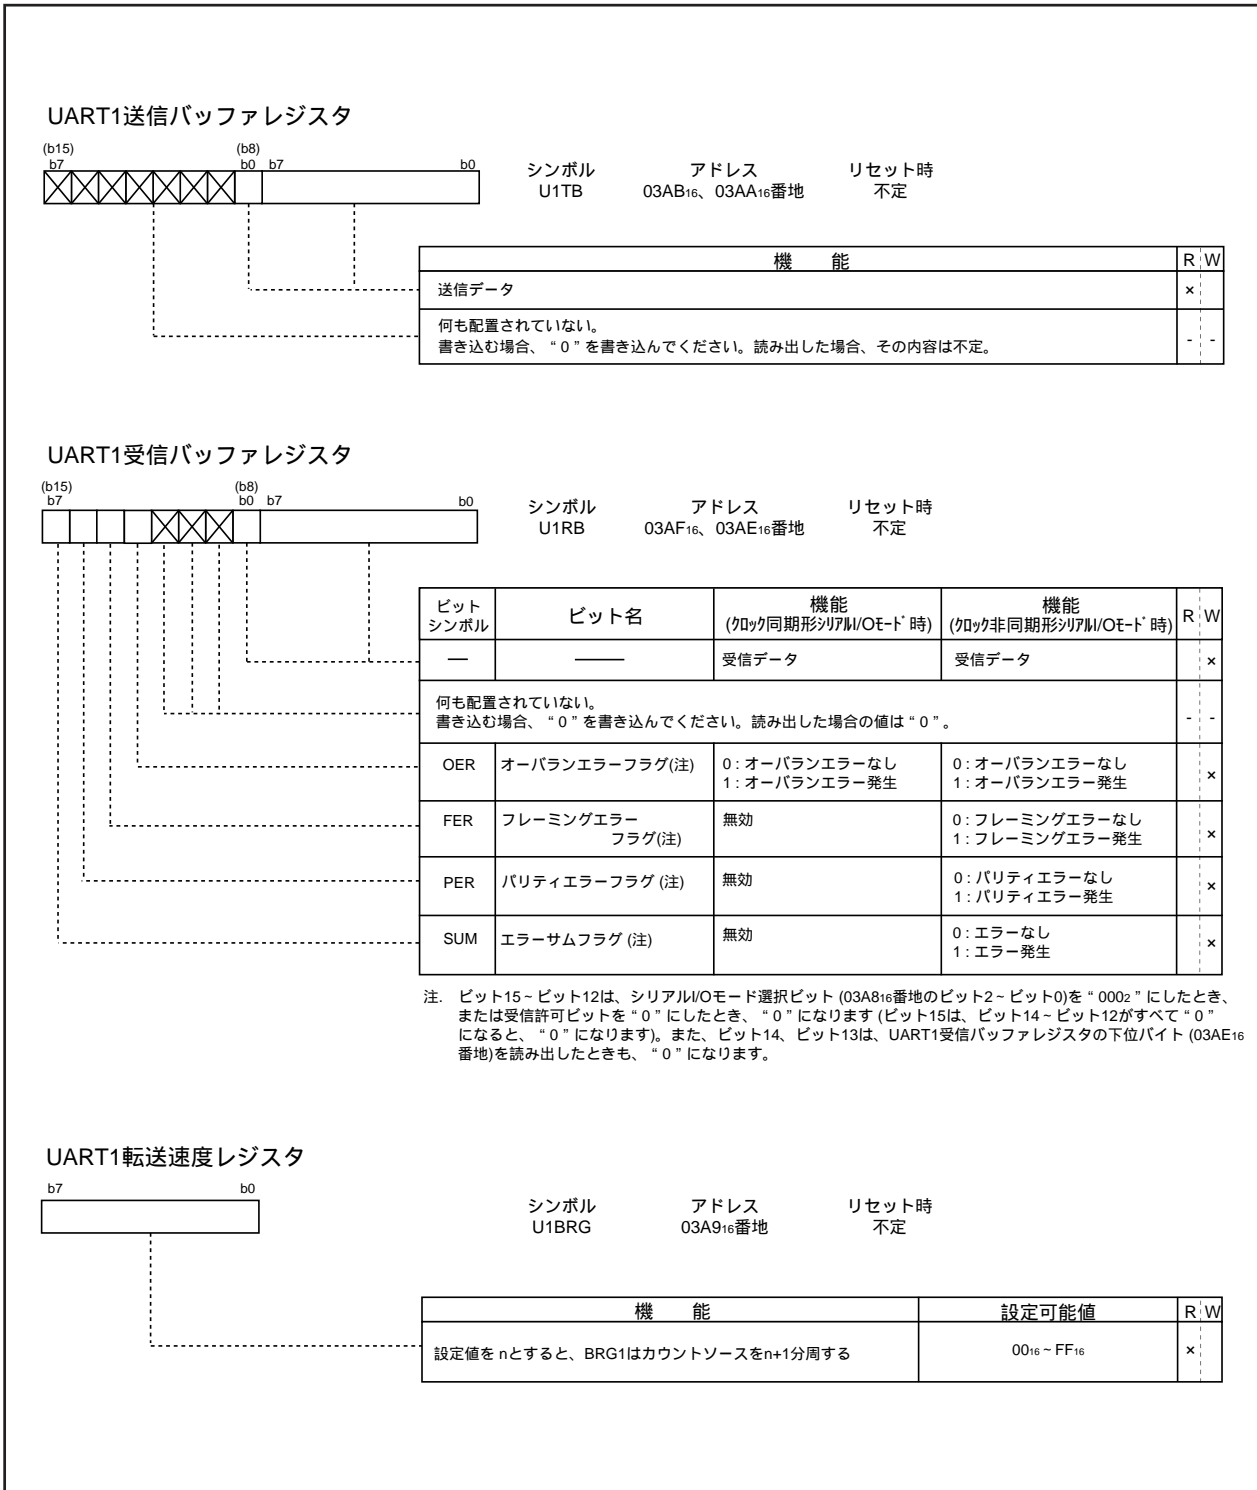 UART1送信バッファレジスタ
(b15) (b8)
b7 b0 b7 b0
シンボル アドレス リセット時
U1TB 03AB16、03AA16番地 不定
機 能 R W
送信データ ×
何も配置されていない。
書き込む場合、“ 0 ” を書き込んでください。読み出した場合、その内容は不定。 - -
UART1受信バッファレジスタ
(b15) (b8)
b7 b0 b7 b0
シンボル アドレス リセット時
U1RB 03AF16、03AE16番地 不定
ビット シンボル ビット名 機能 (クロック同期形シリアルI/Oモード時) 機能 (クロック非同期形シリアルI/Oモード時) R W
― ――― 受信データ 受信データ ×
何も配置されていない。
書き込む場合、“ 0 ” を書き込んでください。読み出した場合の値は “ 0 ” 。 - -
OER オーバランエラーフラグ(注) 0 : オーバランエラーなし 0 : オーバランエラーなし
1 : オーバランエラー発生 1 : オーバランエラー発生 ×
FER フレーミングエラー 無効 0 : フレーミングエラーなし
フラグ(注) 1 : フレーミングエラー発生 ×
PER パリティエラーフラグ (注) 無効 0 : パリティエラーなし
1 : パリティエラー発生 ×
SUM エラーサムフラグ (注) 無効 0 : エラーなし
1 : エラー発生 ×
注. ビット15 ~ ビット12は、シリアルI/Oモード選択ビット (03A816番地のビット2 ~ ビット0)を “ 0002 ” にしたとき、
または受信許可ビットを “ 0 ” にしたとき、“ 0 ” になります (ビット15は、ビット14 ~ ビット12がすべて “ 0 ”
になると、“ 0 ” になります)。また、ビット14、ビット13は、UART1受信バッファレジスタの下位バイト (03AE16
番地)を読み出したときも、“ 0 ” になります。
UART1転送速度レジスタ
b7 b0
シンボル アドレス リセット時
U1BRG 03A916番地 不定
機 能 設定可能値 R W
設定値を nとすると、BRG1はカウントソースをn+1分周する 0016 ~ FF16 ×